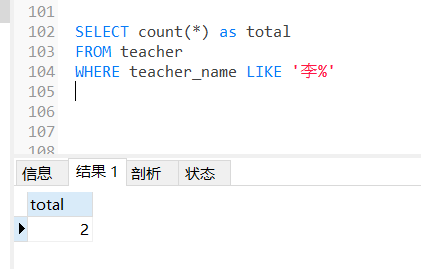 101
102 SELECT count(*) as total
103 FROM teacher
104 WHERE teacher_name LIKE '李%'
105
106
107
108
信息 结果 1 剖析 状态
total
2